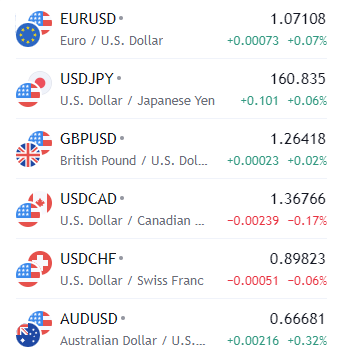 EURUSD 1.07108
Euro / U.S. Dollar +0.00073 +0.07%
USDJPY 160.835
U.S. Dollar / Japanese Yen +0.101 +0.06%
GBPUSD 1.26418
British Pound / U.S. Dol... +0.00023 +0.02%
USDCAD 1.36766
U.S. Dollar / Canadian ... −0.00239 −0.17%
USDCHF 0.89823
U.S. Dollar / Swiss Franc −0.00051 −0.06%
AUDUSD 0.66681
Australian Dollar / U.S.... +0.00216 +0.32%